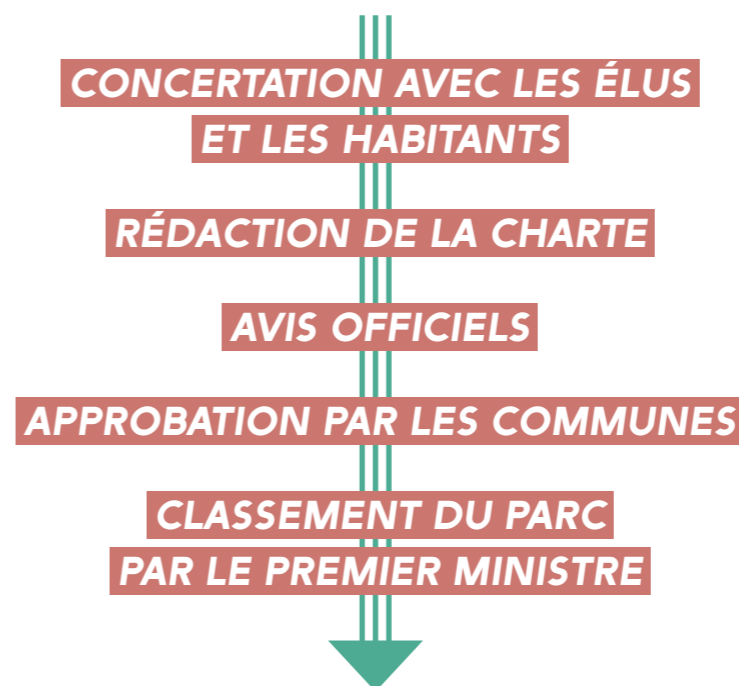 CONCERTATION AVEC LES ÉLUS
ET LES HABITANTS
RÉDACTION DE LA CHARTE
AVIS OFFICIELS
APPROBATION PAR LES COMMUNES
CLASSEMENT DU PARC
PAR LE PREMIER MINISTRE